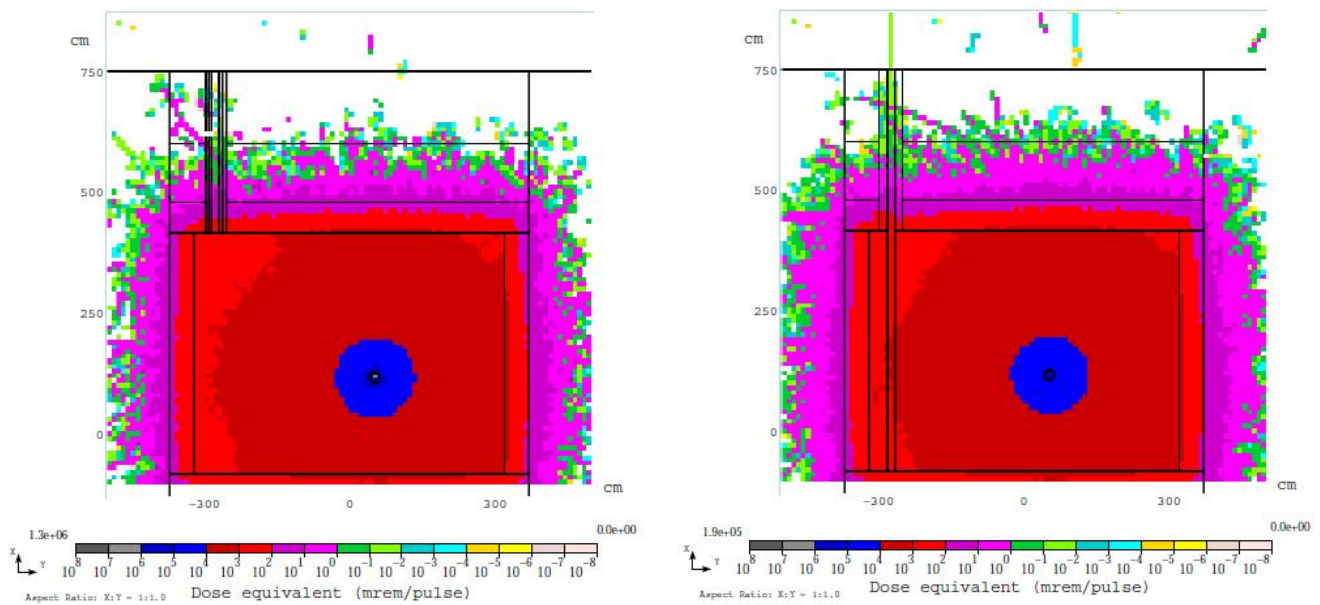 cm
750
500
250
0
cm
-300 0 300
1.3e+06 0.0e+00
10^8 10^7 10^6 10^5 10^4 10^3 10^2 10^1 10^0 10^-1 10^-2 10^-3 10^-4 10^-5 10^-6 10^-7 10^-8
X
Y
Aspect Ratio: X:Y = 1:1.0 Dose equivalent (mrem/pulse)
cm
750
500
250
0
cm
-300 0 300
1.9e+05 0.0e+00
10^8 10^7 10^6 10^5 10^4 10^3 10^2 10^1 10^0 10^-1 10^-2 10^-3 10^-4 10^-5 10^-6 10^-7 10^-8
X
Y
Aspect Ratio: X:Y = 1:1.0 Dose equivalent (mrem/pulse)